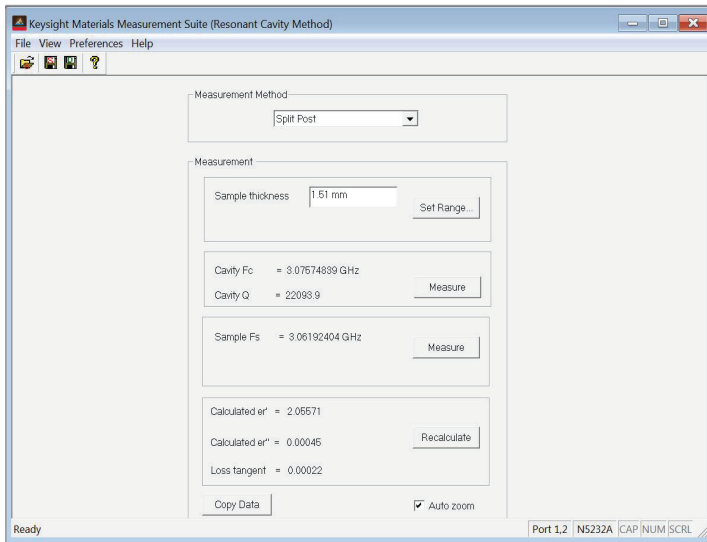 Keysight Materials Measurement Suite (Resonant Cavity Method)
File View Preferences Help
Measurement Method
Split Post
Measurement
Sample thickness 1.51 mm
Set Range...
Cavity Fc = 3.07574839 GHz
Cavity Q = 22093.9
Measure
Sample Fs = 3.06192404 GHz
Measure
Calculated er' = 2.05571
Calculated er" = 0.00045
Recalculate
Loss tangent = 0.00022
Copy Data
Auto zoom
Ready Port 1,2 N5232A CAP NUM SCRL